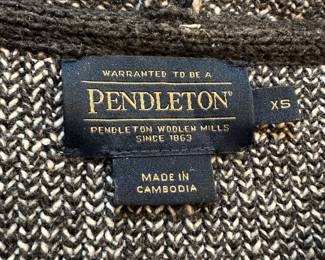 WARRANTED TO BE A
PENDLETON®
PENDLETON WOOLEN MILLS
SINCE 1863
XS
MADE IN
CAMBODIA